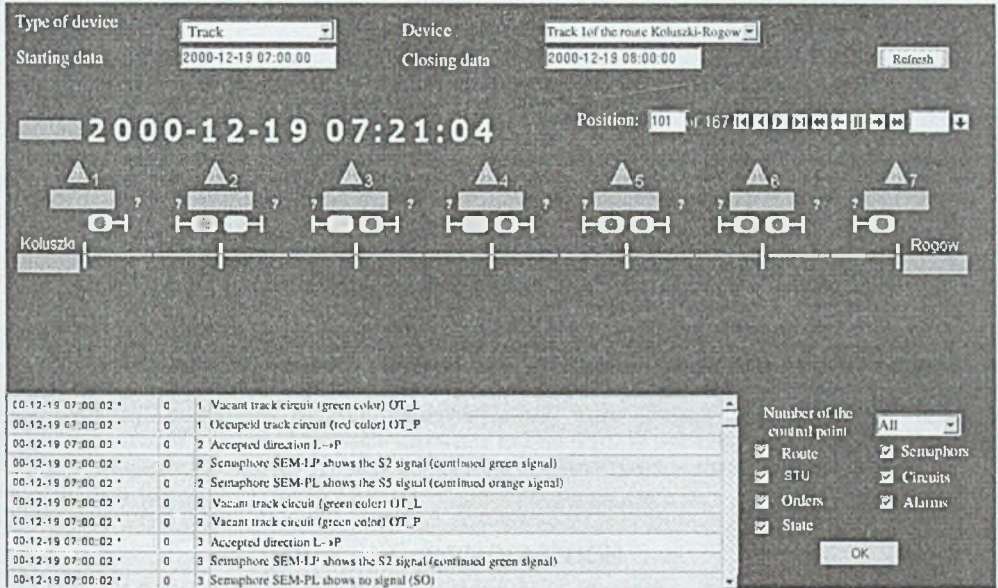 Type of device
Track
Device
Track 1of the route Koluszki-Rogow
Starting data
2000-12-19 07:00:00
Closing data
2000-12-19 08:00:00
Refresh
2000-12-19 07:21:04
Position: 101 of 167
1 2 3 4 5 6 7
? ? ? ? ? ? ? ? ? ? ? ?
Koluszki
Rogow
00-12-19 07:00:02 * 0 1 Vacant track circuit (green color) OT_L
00-12-19 07:00:02 * 0 1 Occupeid track circuit (red color) OT_P
00-12-19 07:00:02 * 0 2 Accepted direction L->P
00-12-19 07:00:02 * 0 2 Semaphore SEM-LP shows the S2 signal (continued green signal)
00-12-19 07:00:02 * 0 2 Semaphore SEM-PL shows the S5 signal (continued orange signal)
00-12-19 07:00:02 * 0 2 Vacant track circuit (green color) OT_L
00-12-19 07:00:02 * 0 2 Vacant track circuit (green color) OT_P
00-12-19 07:00:02 * 0 3 Accepted direction L->P
00-12-19 07:00:02 * 0 3 Semaphore SEM-LP shows the S2 signal (continued green signal)
00-12-19 07:00:02 * 0 3 Semaphore SEM-PL shows no signal (SO)
Number of the
control point
All
Route
Semaphors
STU
Circuits
Orders
Alarms
State
OK